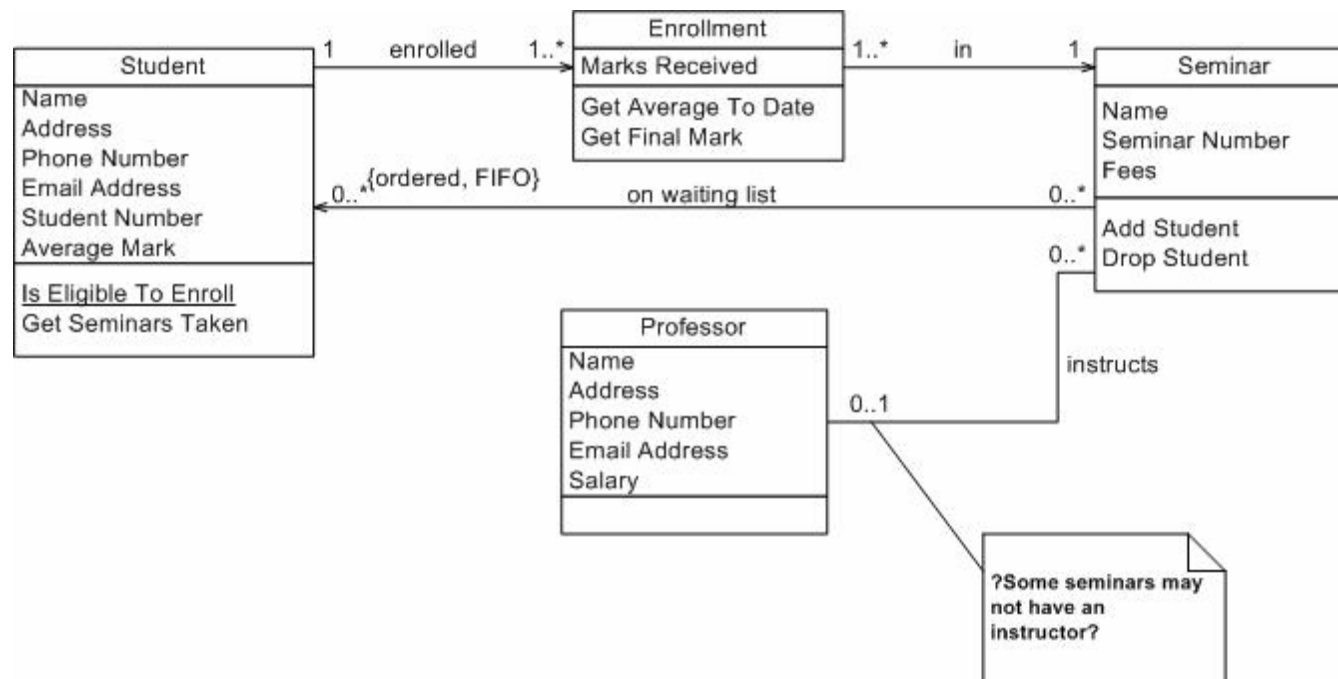 Student
Name
Address
Phone Number
Email Address
Student Number
Average Mark
Is Eligible To Enroll
Get Seminars Taken
1
enrolled
1..*
Enrollment
Marks Received
Get Average To Date
Get Final Mark
1..*
in
1
Seminar
Name
Seminar Number
Fees
Add Student
Drop Student
0..*
{ordered, FIFO}
on waiting list
0..*
0..*
instructs
Professor
Name
Address
Phone Number
Email Address
Salary
0..1
?Some seminars may
not have an
instructor?